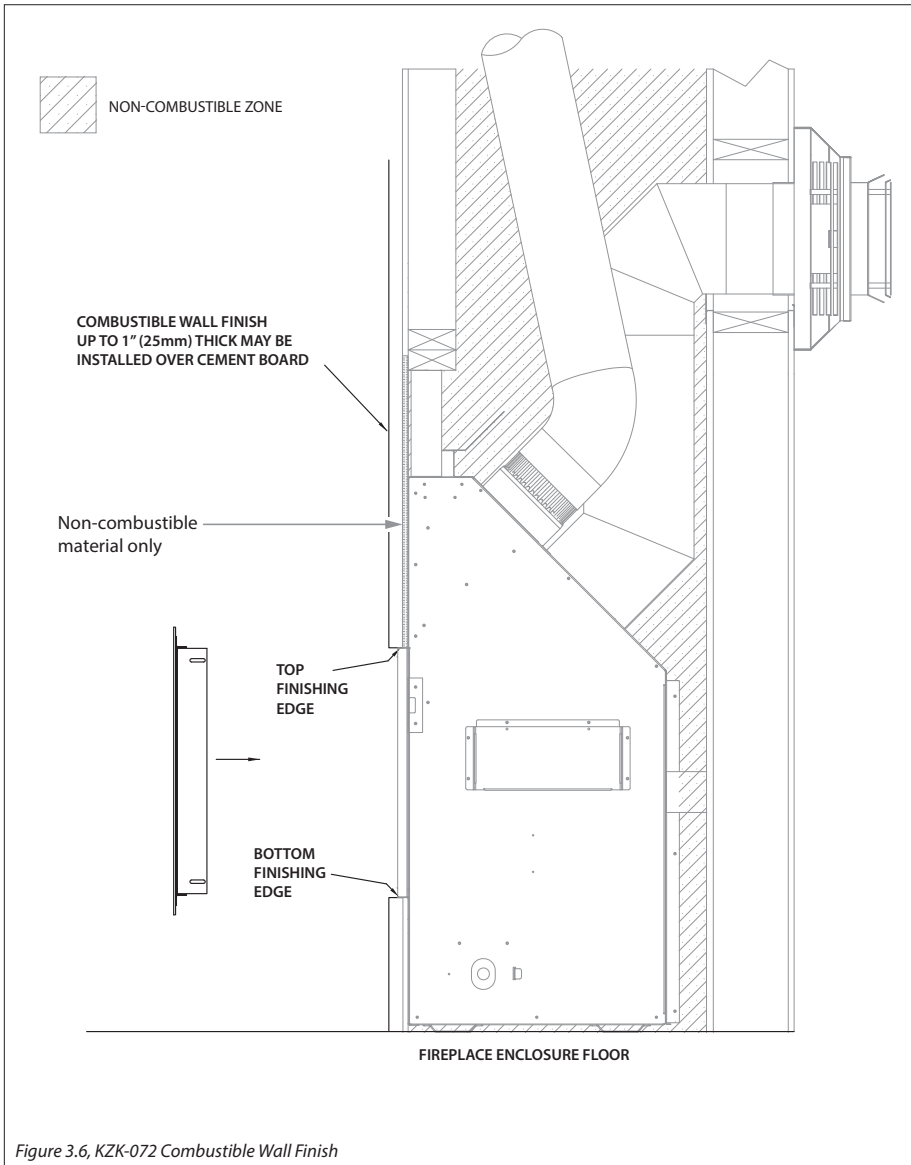 NON-COMBUSTIBLE ZONE
COMBUSTIBLE WALL FINISH
UP TO 1” (25mm) THICK MAY BE
INSTALLED OVER CEMENT BOARD
Non-combustible
material only
TOP
FINISHING
EDGE
BOTTOM
FINISHING
EDGE
FIREPLACE ENCLOSURE FLOOR
Figure 3.6, KZK-072 Combustible Wall Finish